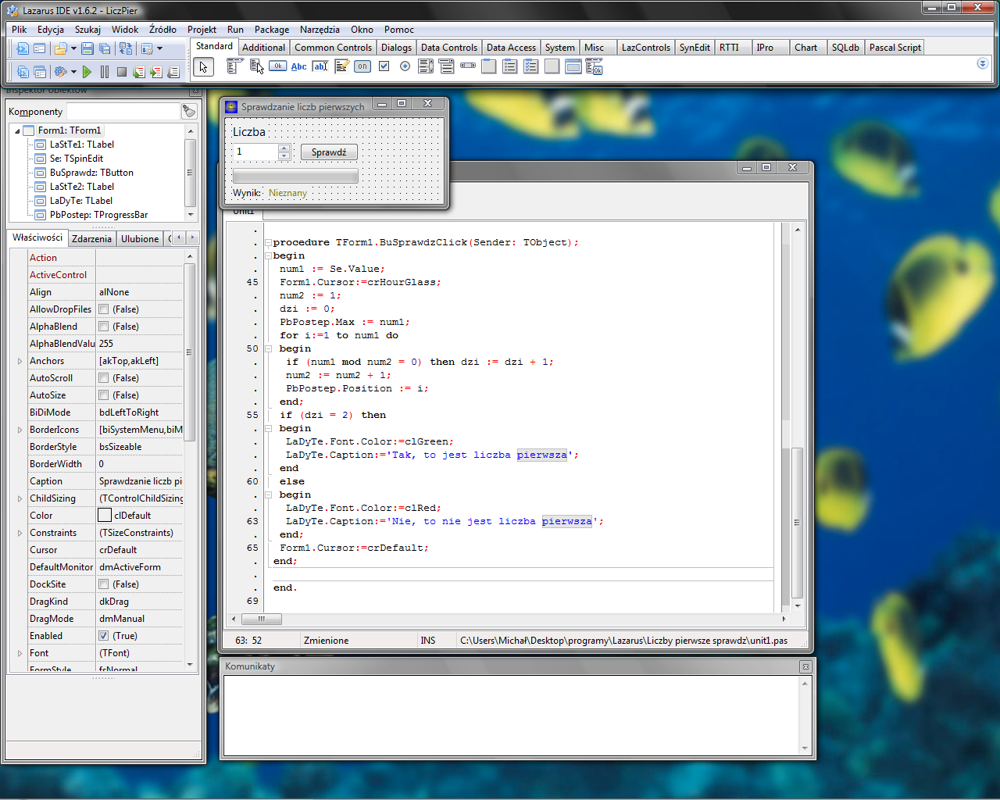 Lazarus IDE v1.6.2 - LiczPier
Plik Edycja Szukaj Widok Źródło Projekt Run Package Narzędzia Okno Pomoc
Standard Additional Common Controls Dialogs Data Controls Data Access System Misc LazControls SynEdit RTTI IPro Chart SQLdb Pascal Script
Ok Abc abI on Ok
Inspektor obiektów
Komponenty
Form1: TForm1
LaStTe1: TLabel
Se: TSpinEdit
BuSprawdz: TButton
LaStTe2: TLabel
LaDyTe: TLabel
PbPostep: TProgressBar
Właściwości Zdarzenia Ulubione
Action
ActiveControl
Align alNone
AllowDropFiles (False)
AlphaBlend (False)
AlphaBlendValu 255
Anchors [akTop,akLeft]
AutoScroll (False)
AutoSize (False)
BiDiMode bdLeftToRight
BorderIcons [biSystemMenu,biM
BorderStyle bsSizeable
BorderWidth 0
Caption Sprawdzanie liczb pi
ChildSizing (TControlChildSizing
Color clDefault
Constraints (TSizeConstraints)
Cursor crDefault
DefaultMonitor dmActiveForm
DockSite (False)
DragKind dkDrag
DragMode dmManual
Enabled (True)
Font (TFont)
FormStyle fsNormal
Sprawdzanie liczb pierwszych
Liczba
1 Sprawdź
Wynik: Nieznany
Unit1
.
. procedure TForm1.BuSprawdzClick(Sender: TObject);
. begin
. num1 := Se.Value;
45 Form1.Cursor:=crHourGlass;
. num2 := 1;
. dzi := 0;
. PbPostep.Max := num1;
. for i:=1 to num1 do
50 begin
. if (num1 mod num2 = 0) then dzi := dzi + 1;
. num2 := num2 + 1;
. PbPostep.Position := i;
. end;
55 if (dzi = 2) then
. begin
. LaDyTe.Font.Color:=clGreen;
. LaDyTe.Caption:='Tak, to jest liczba pierwsza';
. end
60 else
. begin
. LaDyTe.Font.Color:=clRed;
63 LaDyTe.Caption:='Nie, to nie jest liczba pierwsza';
. end;
65 Form1.Cursor:=crDefault;
. end;
.
. end.
69
63: 52 Zmienione INS C:\Users\Michał\Desktop\programy\Lazarus\Liczby pierwsze sprawdz\unit1.pas
Komunikaty